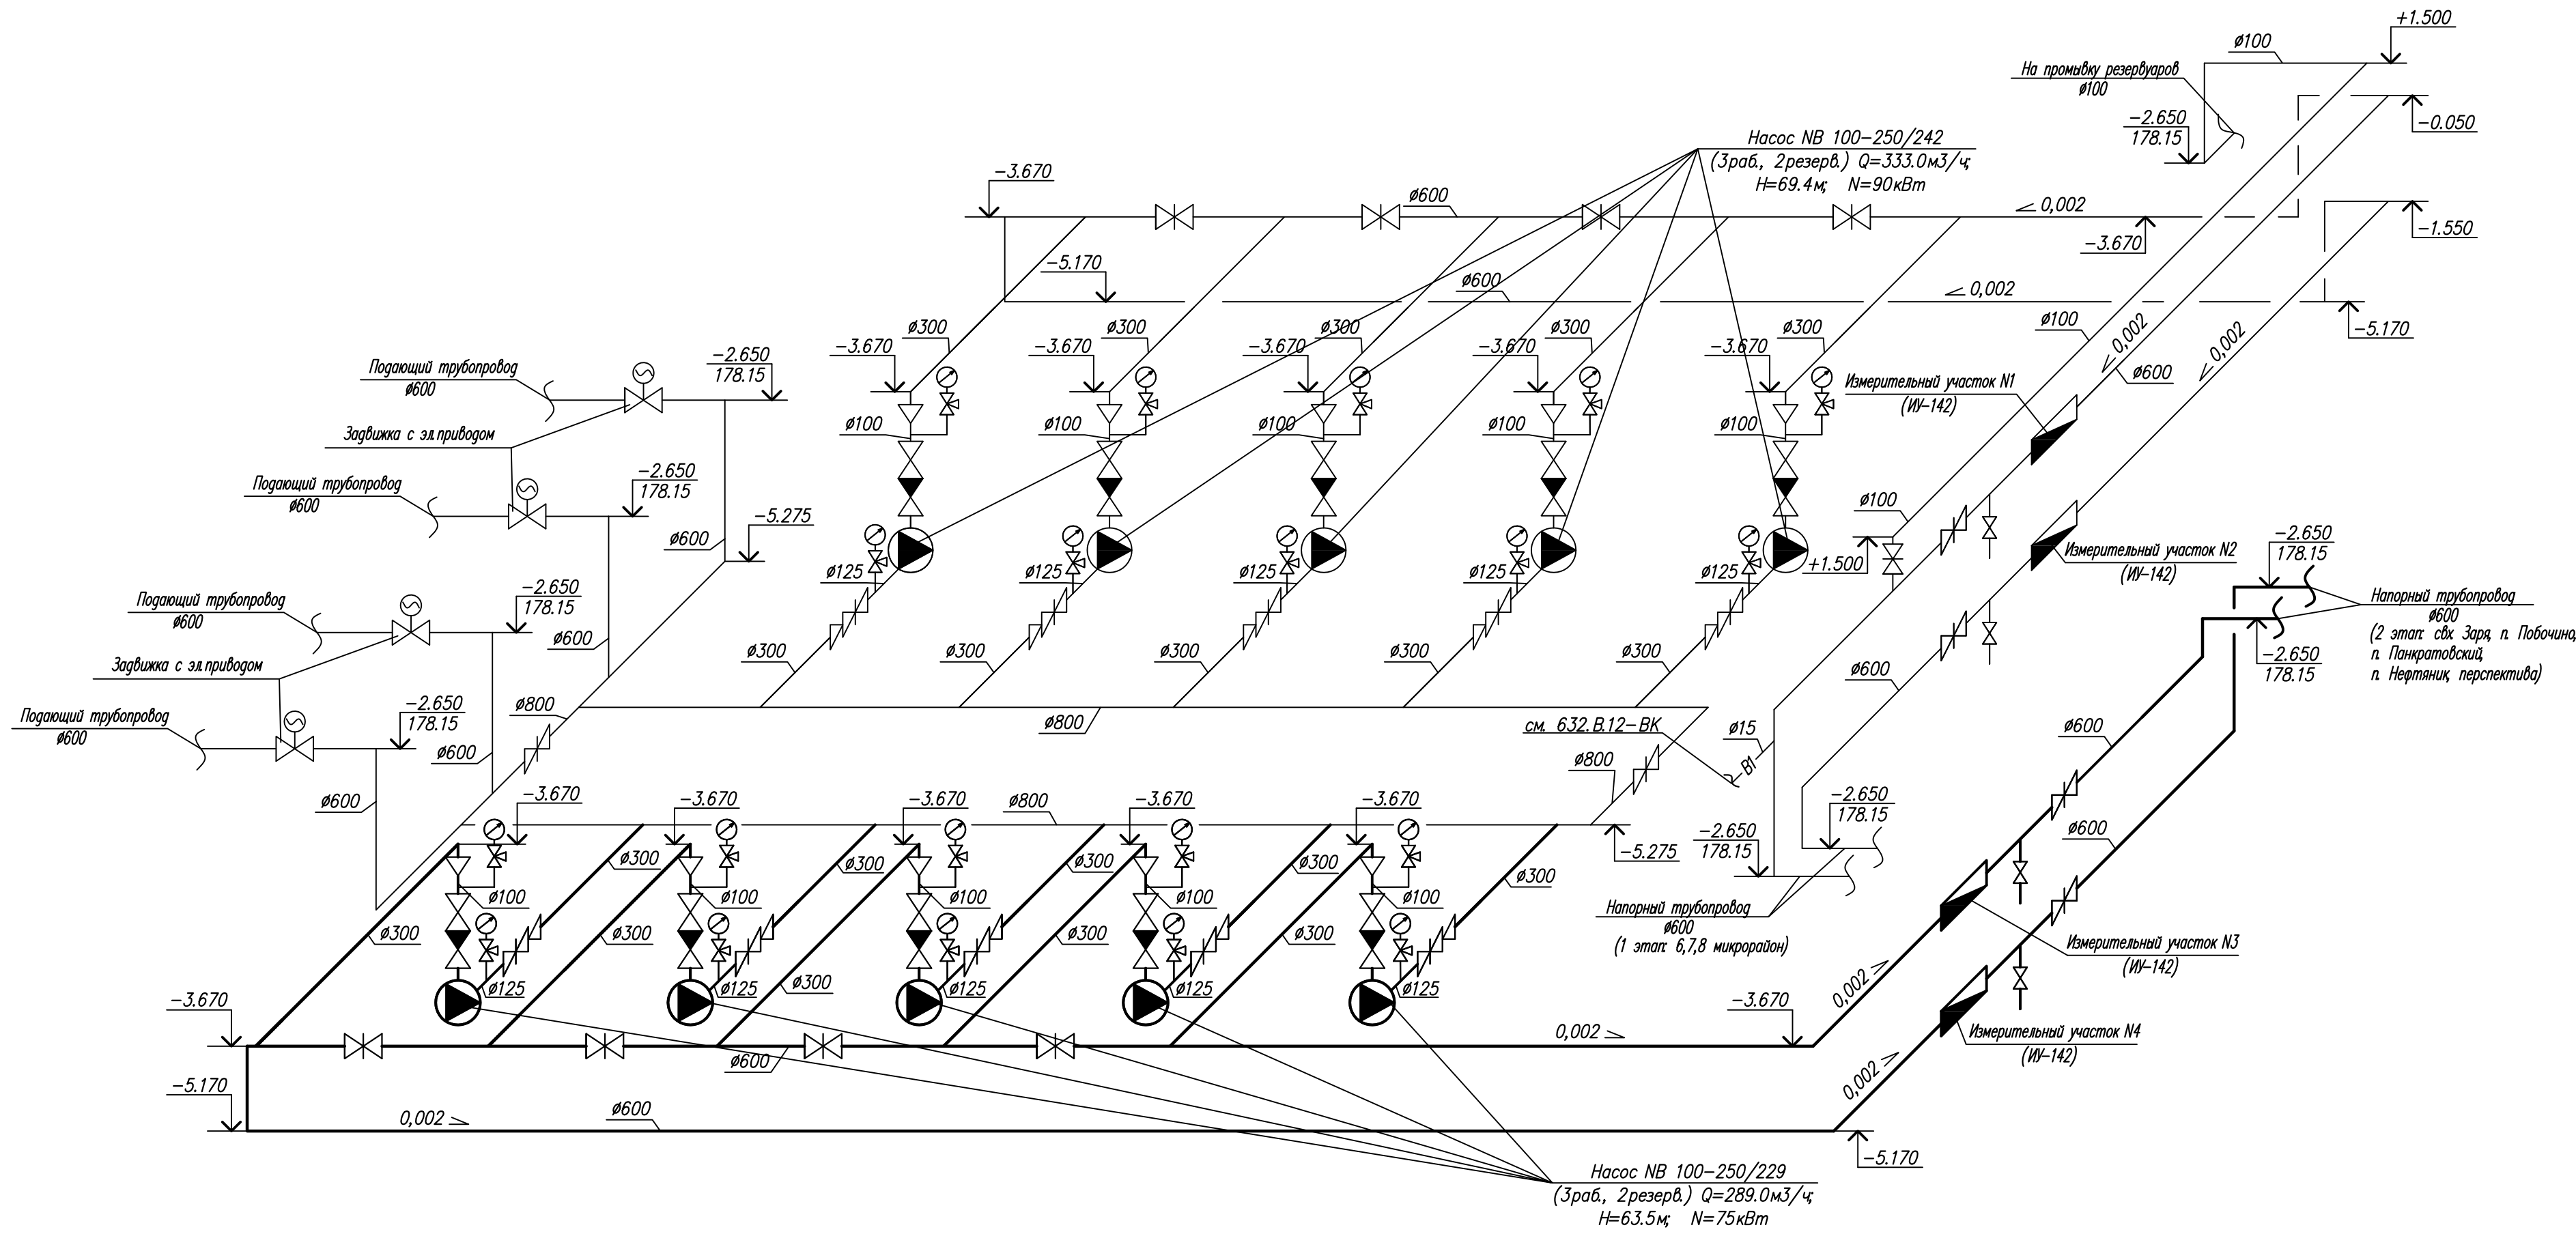 +1.500
ø100
На промывку резервуаров
ø100
-2.650
178.15
-0.050
Насос NB 100-250/242
(3раб., 2резерв.) Q=333.0м3/ч;
H=69.4м; N=90кВт
-3.670
ø600
0,002
-3.670
-1.550
-5.170
ø600
0,002
-5.170
ø300
ø300
ø300
ø300
ø300
-3.670
-3.670
-3.670
-3.670
-3.670
ø100
0,002
0,002
ø600
Подающий трубопровод
ø600
-2.650
178.15
Измерительный участок N1
(ИУ-142)
ø100
ø100
ø100
ø100
ø100
Задвижка с эл.приводом
Подающий трубопровод
ø600
-2.650
178.15
-5.275
ø600
ø100
+1.500
ø125
ø125
ø125
ø125
ø125
Измерительный участок N2
(ИУ-142)
-2.650
178.15
Напорный трубопровод
ø600
(2 этап: свх Заря, п. Побочино,
п. Панкратовский,
п. Нефтяник, перспектива)
-2.650
178.15
Подающий трубопровод
ø600
-2.650
178.15
ø600
ø300
ø300
ø300
ø300
ø300
ø600
Задвижка с эл.приводом
Подающий трубопровод
ø600
-2.650
178.15
ø800
ø600
ø800
см. 632.В.12-ВК
ø15
В1
ø800
ø600
ø600
-3.670
-3.670
-3.670
-3.670
-3.670
ø800
-2.650
178.15
-2.650
178.15
-5.275
ø600
ø300
ø300
ø300
ø300
ø300
ø100
ø100
ø100
ø100
ø100
Напорный трубопровод
ø600
(1 этап: 6,7,8 микрорайон)
ø300
ø300
ø300
ø300
ø300
ø125
ø125
ø125
ø125
ø125
Измерительный участок N3
(ИУ-142)
-3.670
-3.670
0,002
0,002
Измерительный участок N4
(ИУ-142)
ø600
-5.170
0,002
ø600
0,002
-5.170
Насос NB 100-250/229
(3раб., 2резерв.) Q=289.0м3/ч;
H=63.5м; N=75кВт